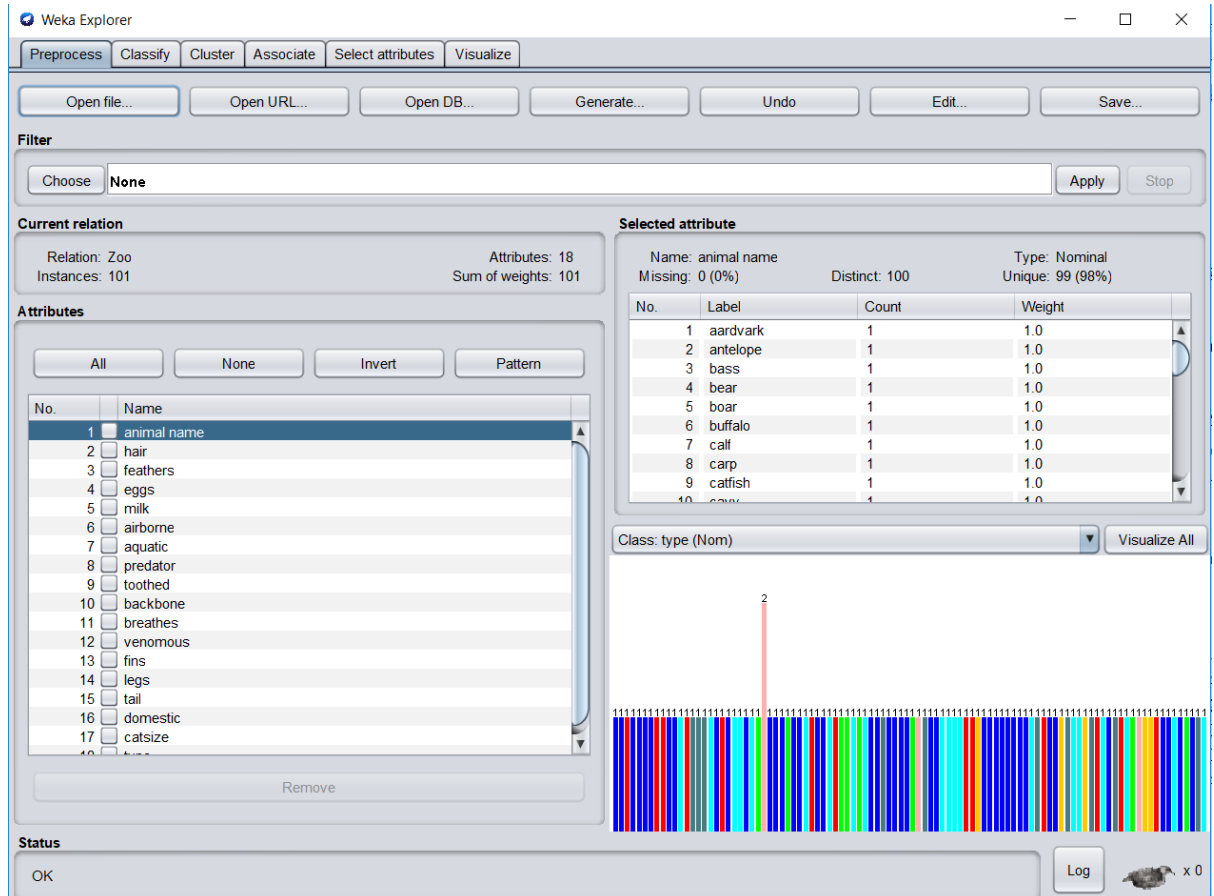 Weka Explorer
Preprocess Classify Cluster Associate Select attributes Visualize
Open file... Open URL... Open DB... Generate... Undo Edit... Save...
Filter
Choose None Apply Stop
Current relation
Relation: Zoo Attributes: 18
Instances: 101 Sum of weights: 101
Attributes
All None Invert Pattern
No. Name
1 animal name
2 hair
3 feathers
4 eggs
5 milk
6 airborne
7 aquatic
8 predator
9 toothed
10 backbone
11 breathes
12 venomous
13 fins
14 legs
15 tail
16 domestic
17 catsize
Remove
Selected attribute
Name: animal name Type: Nominal
Missing: 0 (0%) Distinct: 100 Unique: 99 (98%)
No. Label Count Weight
1 aardvark 1 1.0
2 antelope 1 1.0
3 bass 1 1.0
4 bear 1 1.0
5 boar 1 1.0
6 buffalo 1 1.0
7 calf 1 1.0
8 carp 1 1.0
9 catfish 1 1.0
10 cavy 1 1.0
Class: type (Nom) Visualize All
2
Status
OK
Log x 0